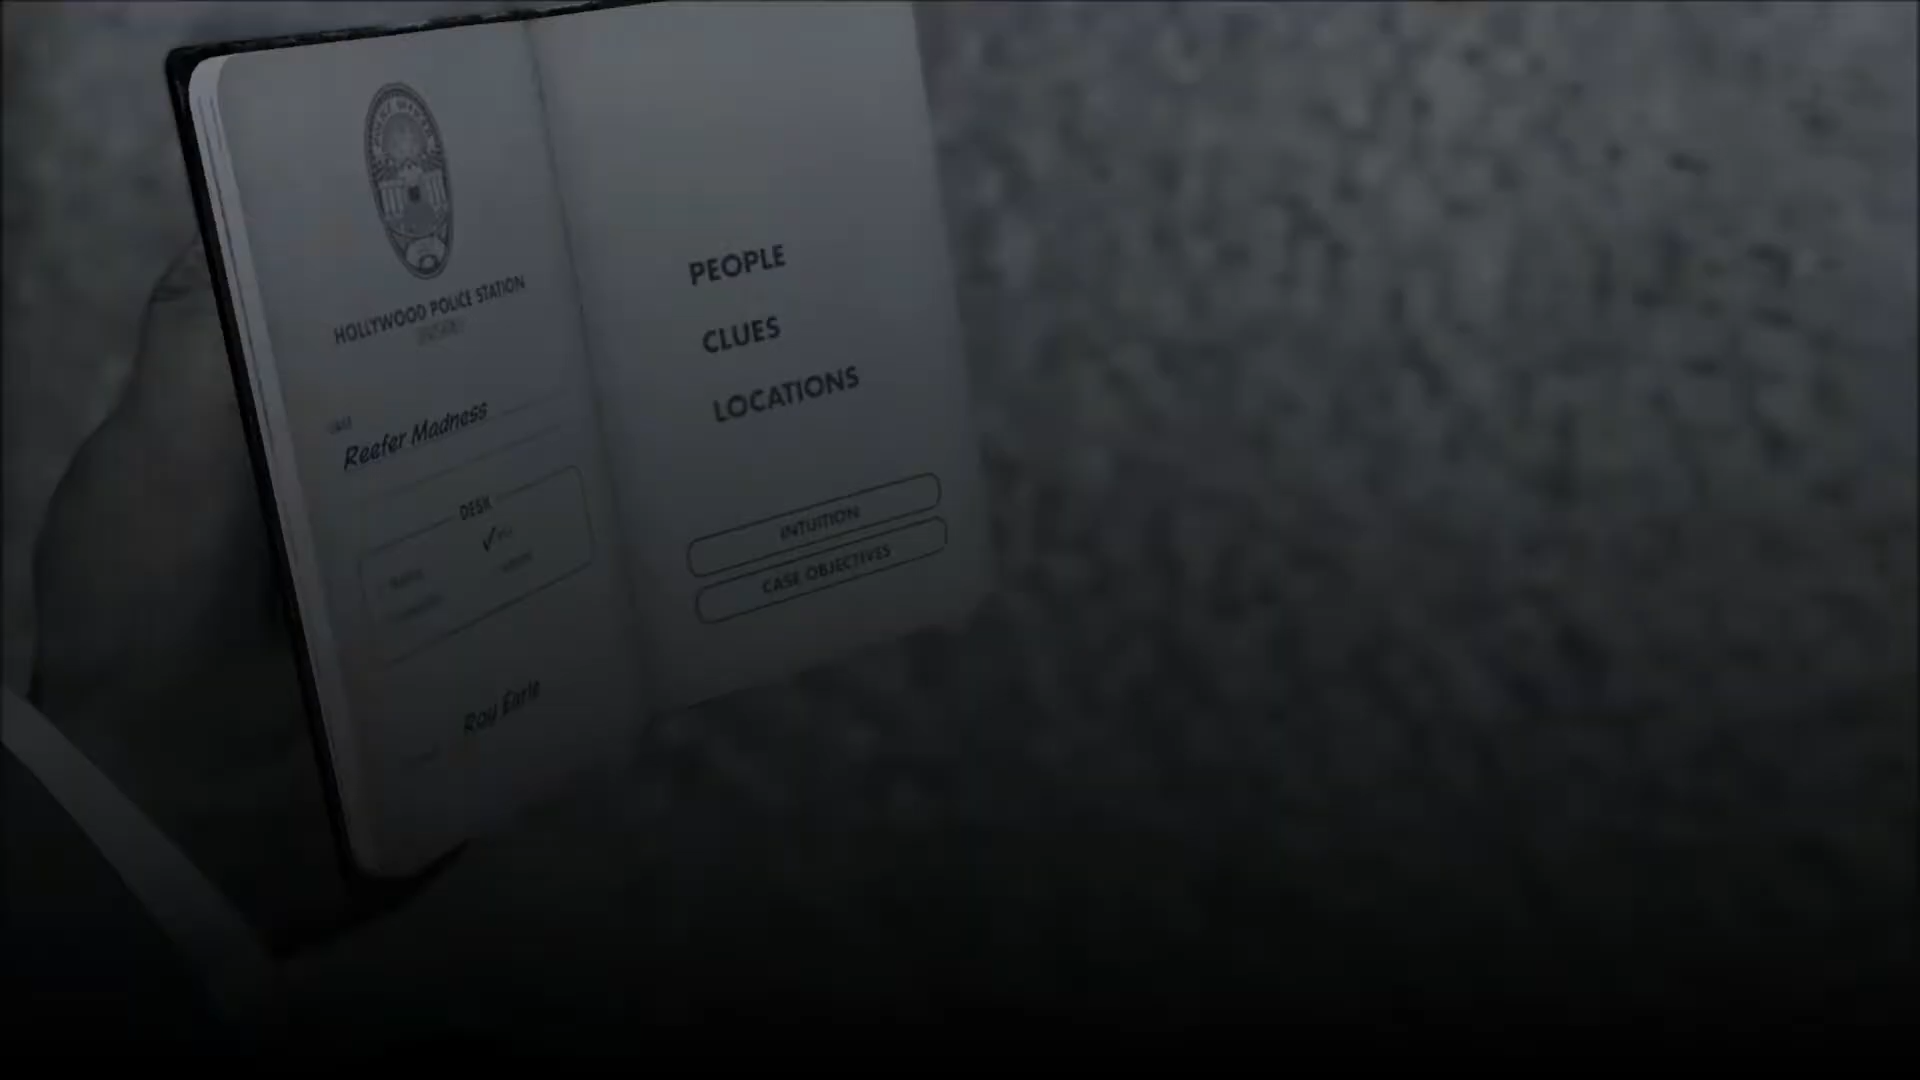 HOLLYWOOD POLICE STATION
Reefer Madness
DESK
Roy Earle
PEOPLE
CLUES
LOCATIONS
INTUITION
CASE OBJECTIVES